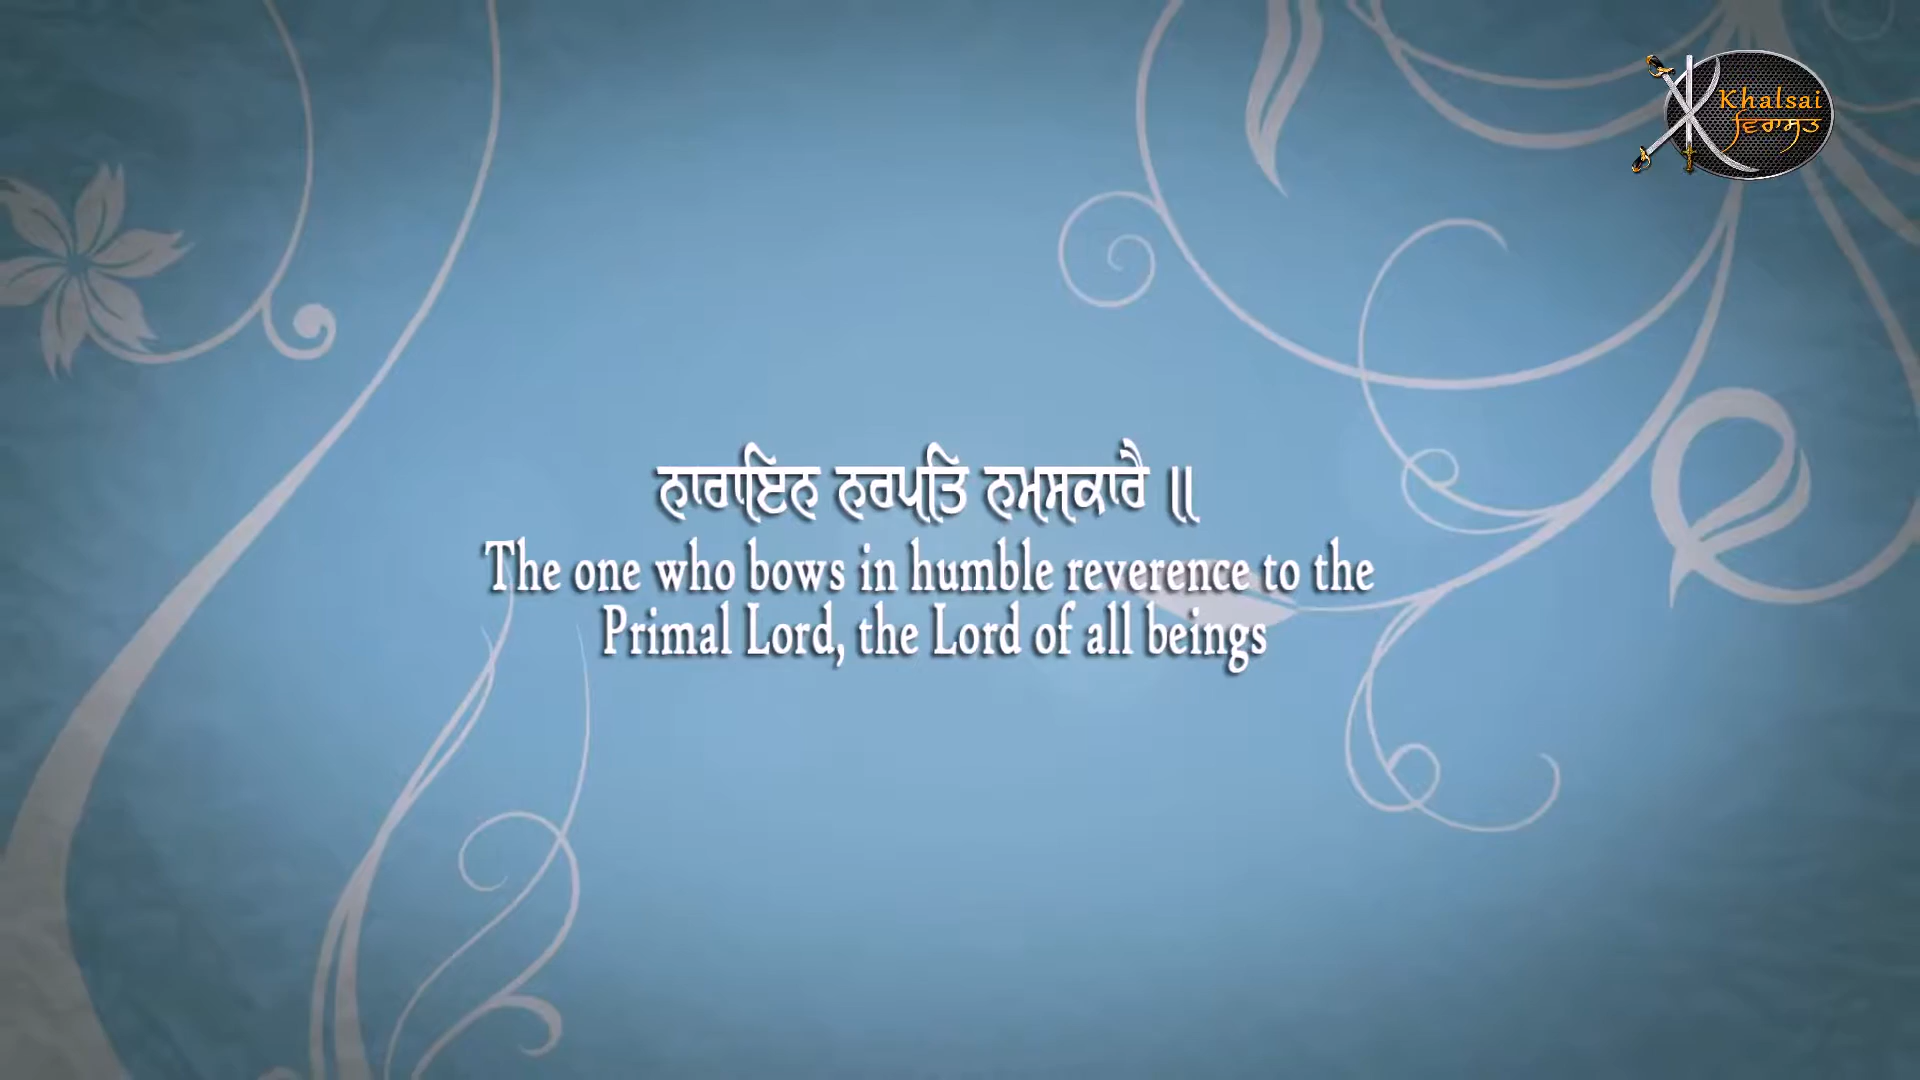 Khalsai
ਵਿਰਾਸਤ
ਨਾਰਾਇਨ ਨਰਪਤਿ ਨਮਸਕਾਰੈ ॥
The one who bows in humble reverence to the
Primal Lord, the Lord of all beings